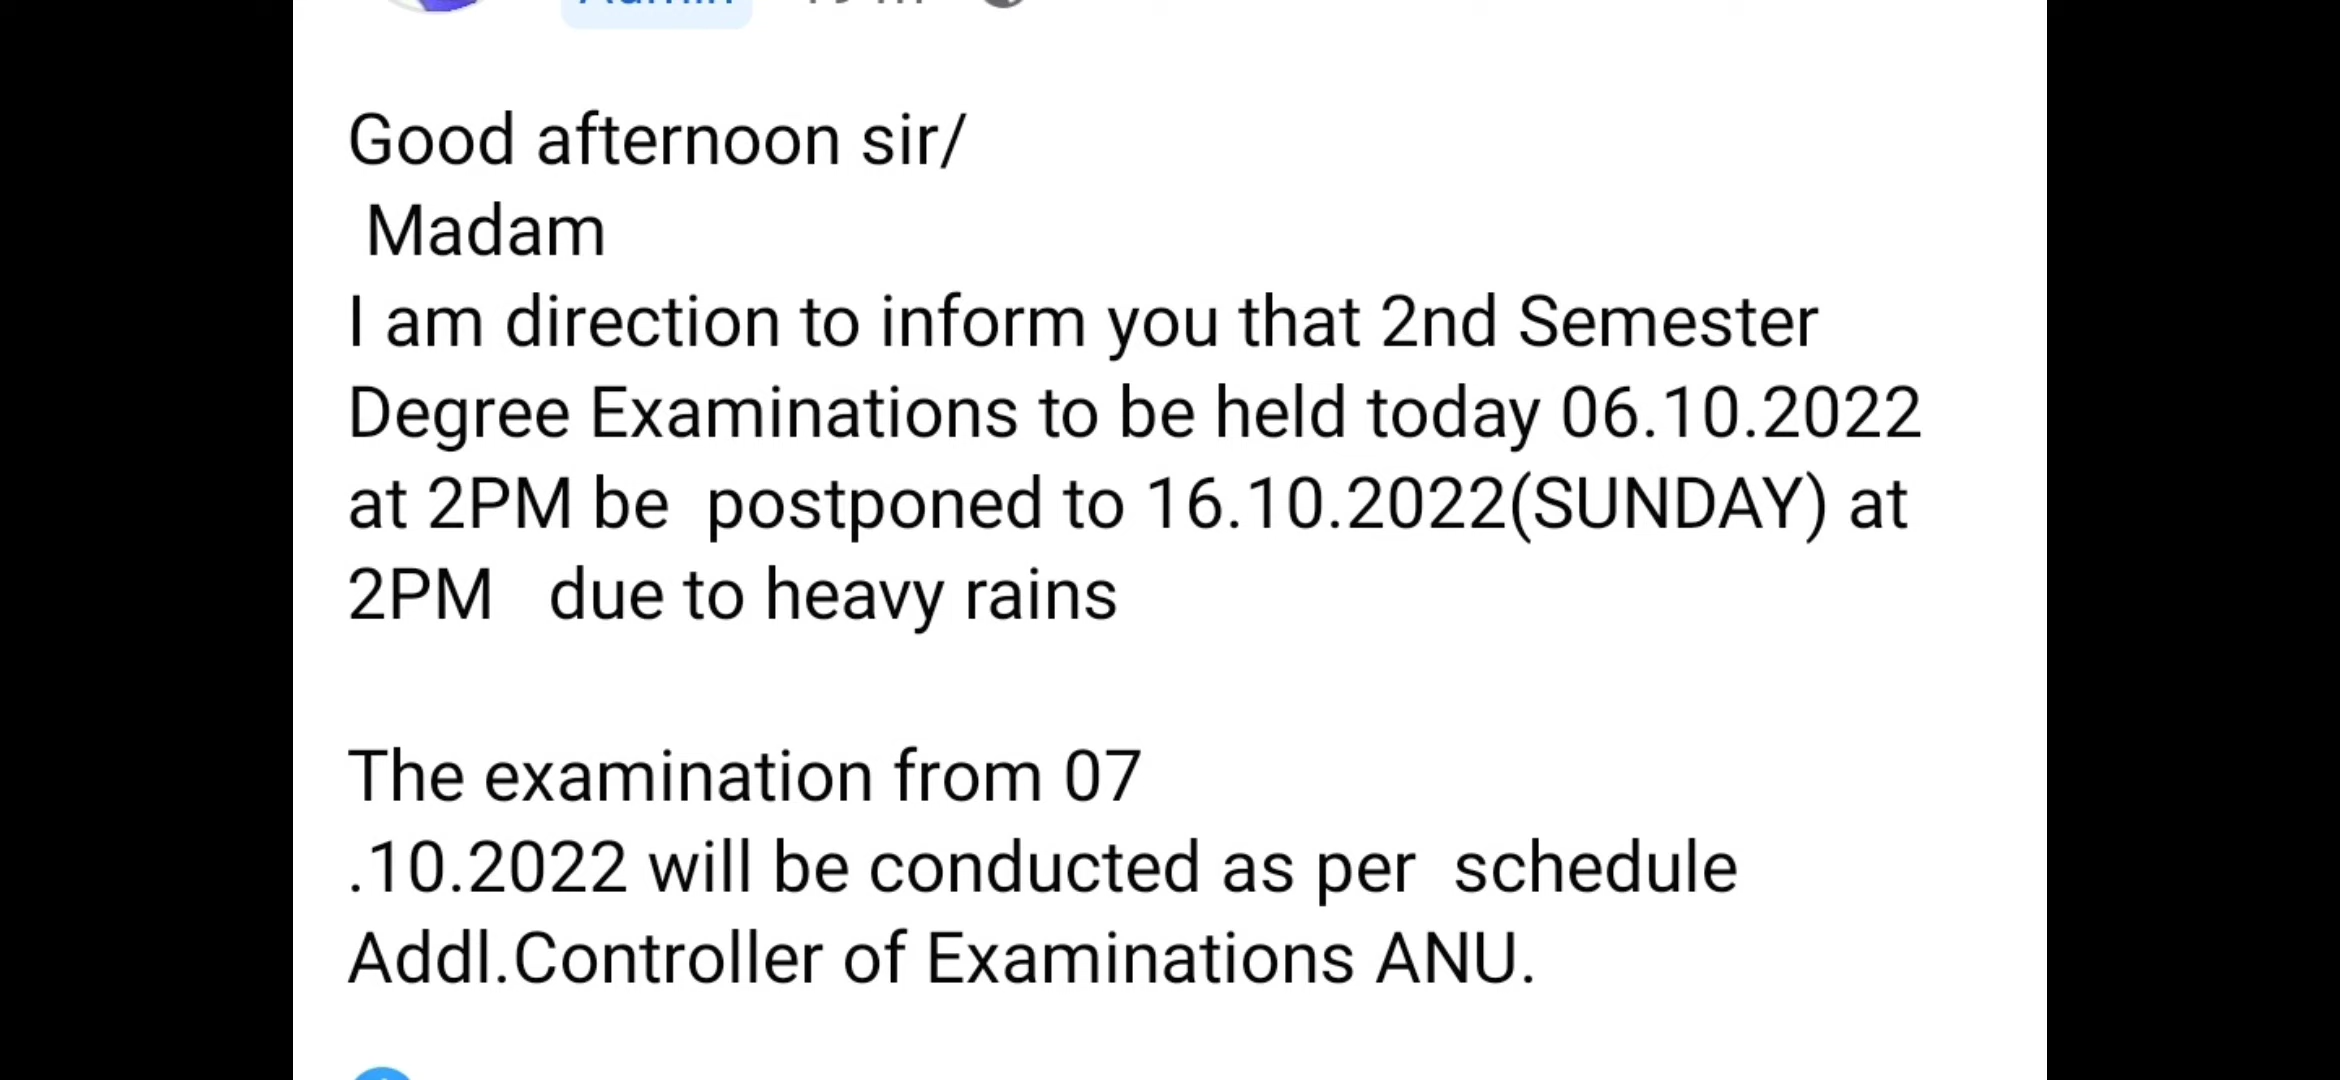 Good afternoon sir/
Madam
I am direction to inform you that 2nd Semester
Degree Examinations to be held today 06.10.2022
at 2PM be  postponed to 16.10.2022(SUNDAY) at
2PM   due to heavy rains
The examination from 07
.10.2022 will be conducted as per  schedule
Addl.Controller of Examinations ANU.